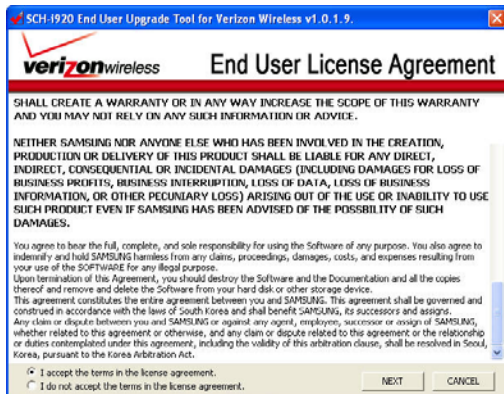 SCH-i920 End User Upgrade Tool for Verizon Wireless v1.0.1.9.
verizonwireless
End User License Agreement
SHALL CREATE A WARRANTY OR IN ANY WAY INCREASE THE SCOPE OF THIS WARRANTY
AND YOU MAY NOT RELY ON ANY SUCH INFORMATION OR ADVICE.
NEITHER SAMSUNG NOR ANYONE ELSE WHO HAS BEEN INVOLVED IN THE CREATION,
PRODUCTION OR DELIVERY OF THIS PRODUCT SHALL BE LIABLE FOR ANY DIRECT,
INDIRECT, CONSEQUENTIAL OR INCIDENTAL DAMAGES (INCLUDING DAMAGES FOR LOSS OF
BUSINESS PROFITS, BUSINESS INTERRUPTION, LOSS OF DATA, LOSS OF BUSINESS
INFORMATION, OR OTHER PECUNIARY LOSS) ARISING OUT OF THE USE OR INABILITY TO USE
SUCH PRODUCT EVEN IF SAMSUNG HAS BEEN ADVISED OF THE POSSBILITY OF SUCH
DAMAGES.
You agree to bear the full, complete, and sole responsibility for using the Software of any purpose. You also agree to
indemnify and hold SAMSUNG harmless from any claims, proceedings, damages, costs, and expenses resulting from
your use of the SOFTWARE for any illegal purpose.
Upon termination of this Agreement, you should destroy the Software and the Documentation and all the copies
thereof and remove and delete the Software from your hard disk or other storage device.
This agreement constitutes the entire agreement between you and SAMSUNG. This agreement shall be governed and
construed in accordance with the laws of South Korea and shall benefit SAMSUNG, its successors and assigns.
Any claim or dispute between you and SAMSUNG or against any agent, employee, successor or assign of SAMSUNG,
whether related to this agreement or otherwise, and any claim or dispute related to this agreement or the relationship
or duties contemplated under this agreement, including the validity of this arbitration clause, shall be resolved in Seoul,
Korea, pursuant to the Korea Arbitration Act.
I accept the terms in the license agreement.
I do not accept the terms in the license agreement.
NEXT
CANCEL